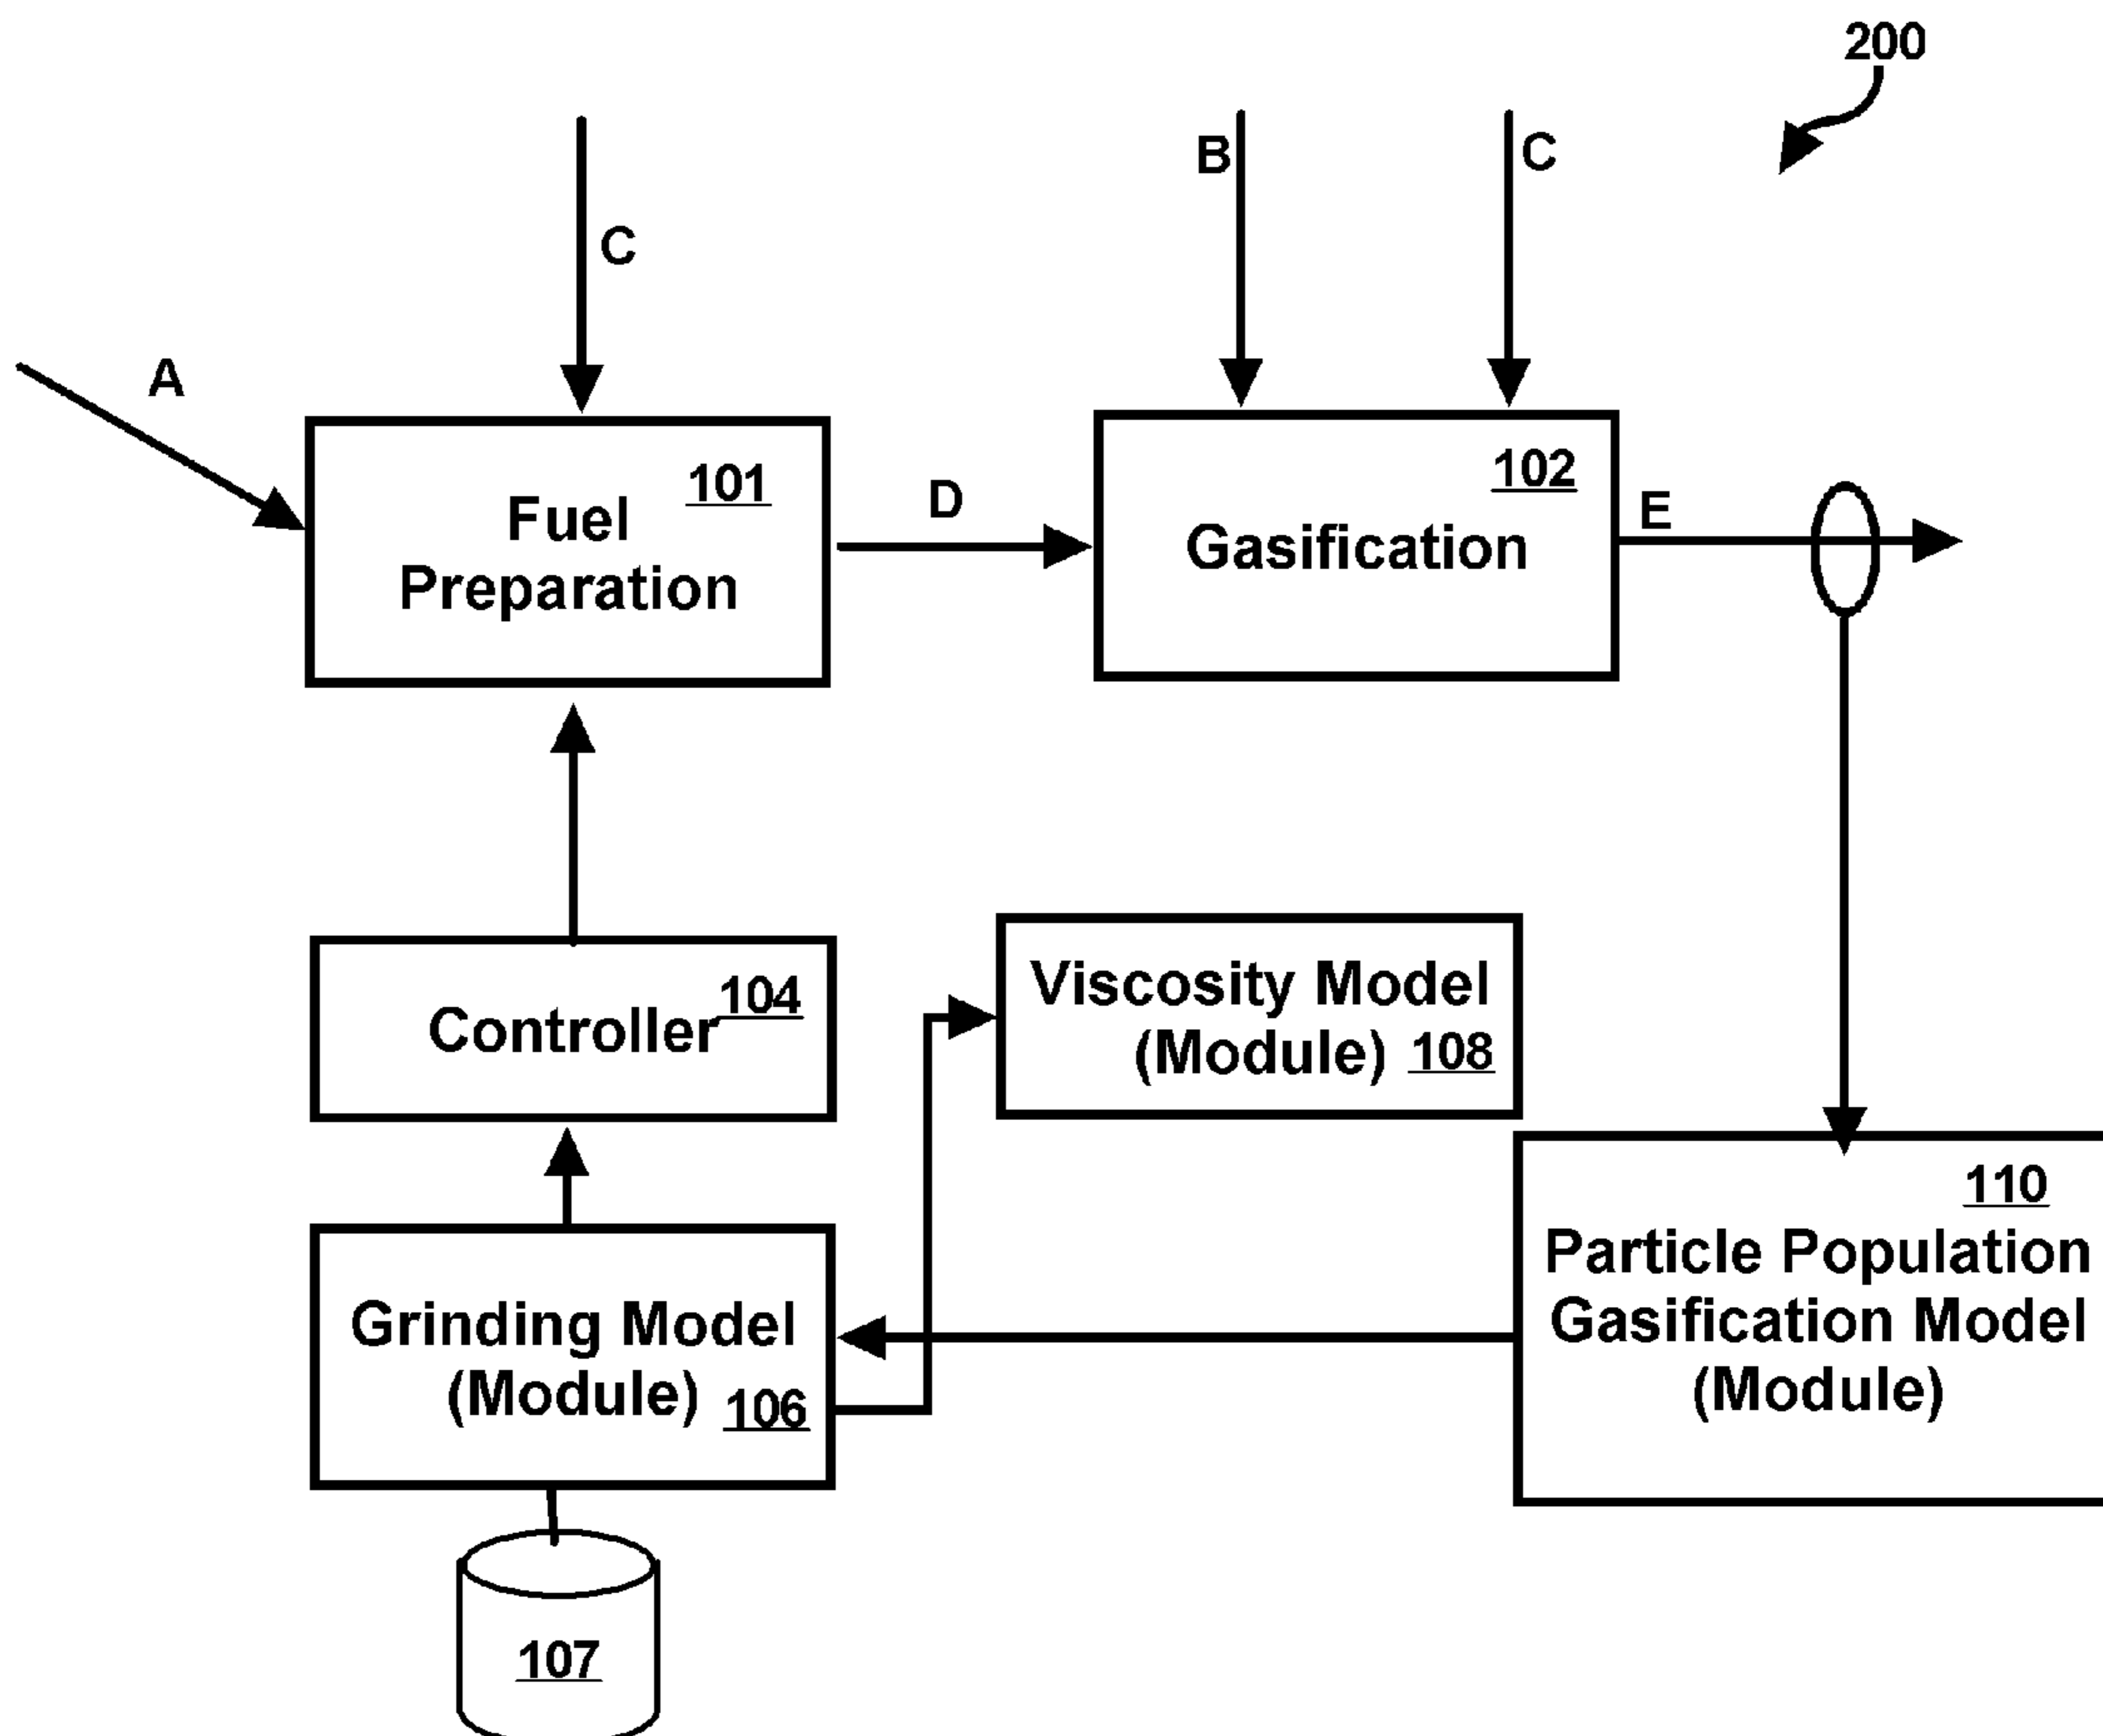 200
B
C
C
A
101
Fuel
Preparation
D
102
Gasification
E
104
Controller
Viscosity Model
(Module) 108
110
Particle Population
Gasification Model
(Module)
Grinding Model
(Module) 106
107